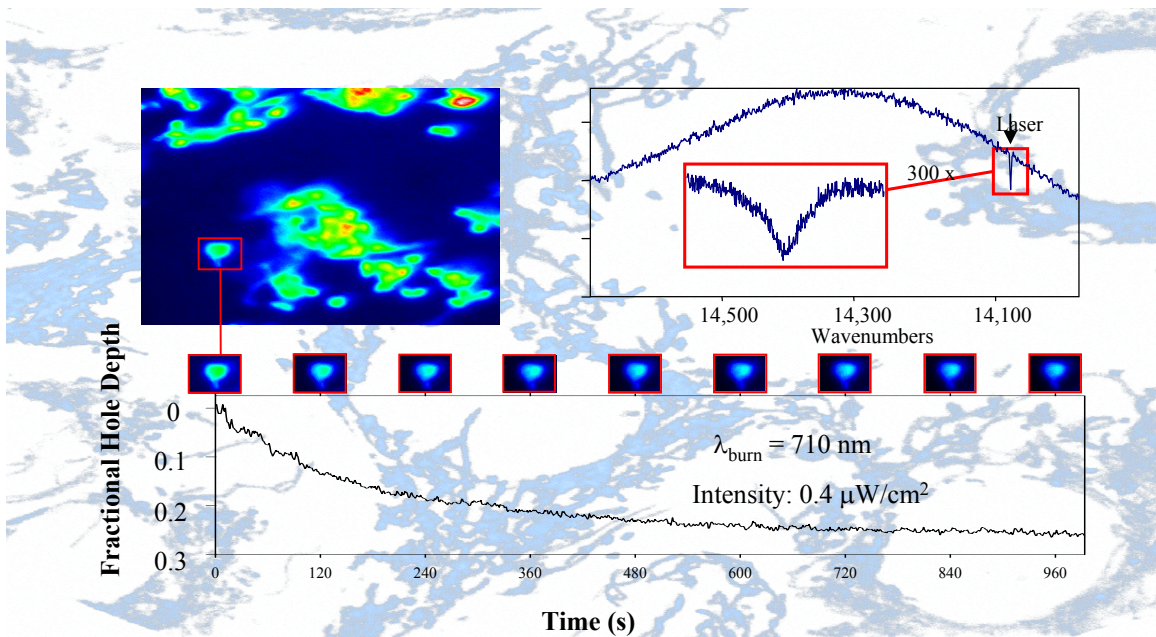 Laser
300 x
14,500 14,300 14,100
Wavenumbers
Fractional Hole Depth
0
0.1
0.2
0.3
λburn = 710 nm
Intensity: 0.4 μW/cm²
0 120 240 360 480 600 720 840 960
Time (s)